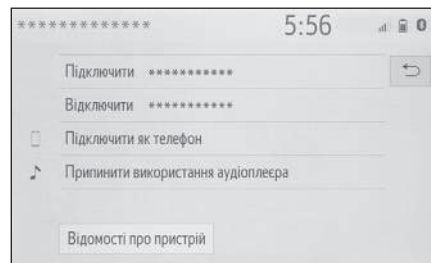 ************* 5:56
Підключити ***********
Відключити ***********
Підключити як телефон
Припинити використання аудіоплеєра
Відомості про пристрій